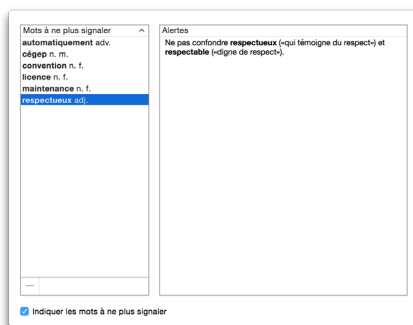 Mots à ne plus signaler
automatiquement adv.
cégep n. m.
convention n. f.
licence n. f.
maintenance n. f.
respectueux adj.
Alertes
Ne pas confondre respectueux («qui témoigne du respect») et
respectable («digne de respect»).
—
Indiquer les mots à ne plus signaler